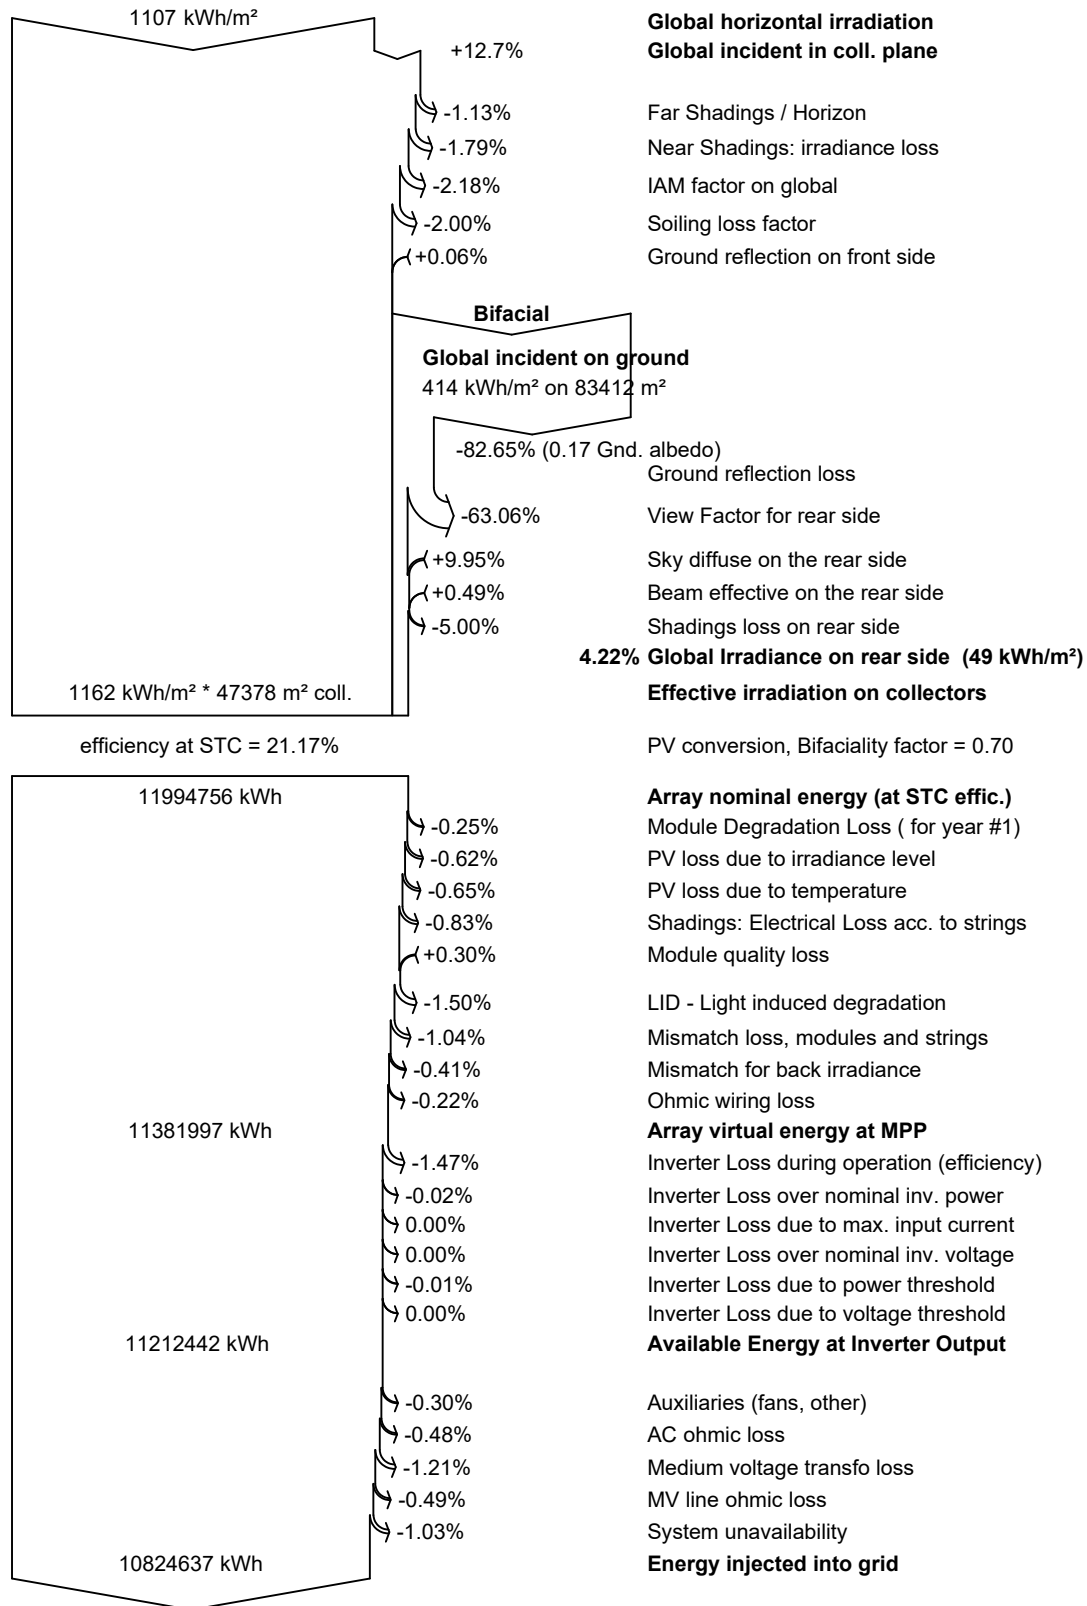 1107 kWh/m² Global horizontal irradiation
+12.7% Global incident in coll. plane
-1.13% Far Shadings / Horizon
-1.79% Near Shadings: irradiance loss
-2.18% IAM factor on global
-2.00% Soiling loss factor
+0.06% Ground reflection on front side
Bifacial
Global incident on ground
414 kWh/m² on 83412 m²
-82.65% (0.17 Gnd. albedo)
Ground reflection loss
-63.06% View Factor for rear side
+9.95% Sky diffuse on the rear side
+0.49% Beam effective on the rear side
-5.00% Shadings loss on rear side
4.22% Global Irradiance on rear side (49 kWh/m²)
1162 kWh/m² * 47378 m² coll. Effective irradiation on collectors
efficiency at STC = 21.17% PV conversion, Bifaciality factor = 0.70
11994756 kWh Array nominal energy (at STC effic.)
-0.25% Module Degradation Loss ( for year #1)
-0.62% PV loss due to irradiance level
-0.65% PV loss due to temperature
-0.83% Shadings: Electrical Loss acc. to strings
+0.30% Module quality loss
-1.50% LID - Light induced degradation
-1.04% Mismatch loss, modules and strings
-0.41% Mismatch for back irradiance
-0.22% Ohmic wiring loss
11381997 kWh Array virtual energy at MPP
-1.47% Inverter Loss during operation (efficiency)
-0.02% Inverter Loss over nominal inv. power
0.00% Inverter Loss due to max. input current
0.00% Inverter Loss over nominal inv. voltage
-0.01% Inverter Loss due to power threshold
0.00% Inverter Loss due to voltage threshold
11212442 kWh Available Energy at Inverter Output
-0.30% Auxiliaries (fans, other)
-0.48% AC ohmic loss
-1.21% Medium voltage transfo loss
-0.49% MV line ohmic loss
-1.03% System unavailability
10824637 kWh Energy injected into grid